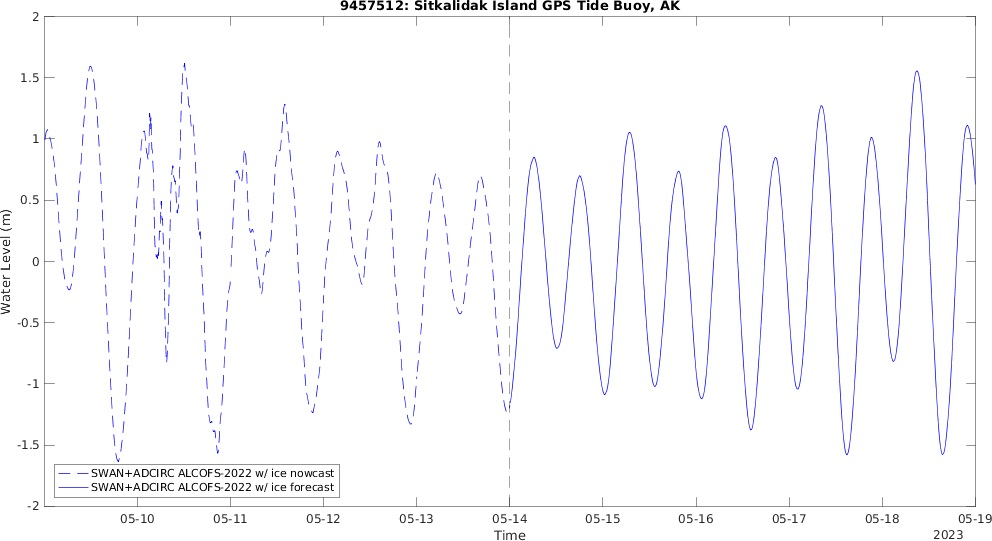 9457512: Sitkalidak Island GPS Tide Buoy, AK
2
1.5
1
0.5
0
-0.5
-1
-1.5
-2
Water Level (m)
SWAN+ADCIRC ALCOFS-2022 w/ ice nowcast
SWAN+ADCIRC ALCOFS-2022 w/ ice forecast
05-10 05-11 05-12 05-13 05-14 05-15 05-16 05-17 05-18 05-19
Time
2023